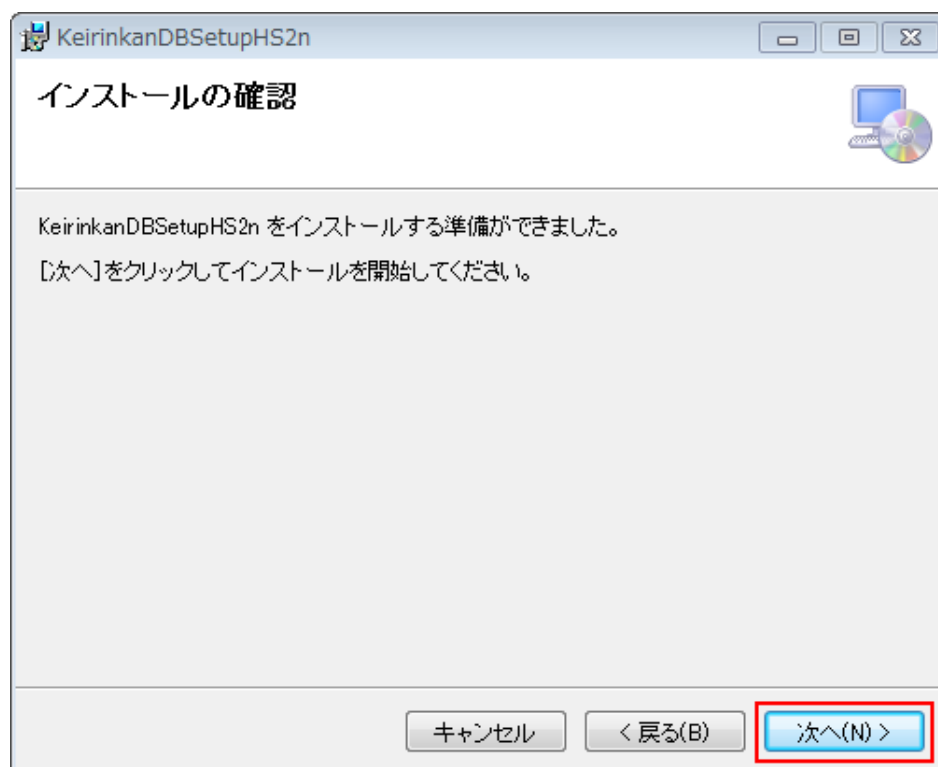 KeirinkanDBSetupHS2n
インストールの確認
KeirinkanDBSetupHS2n をインストールする準備ができました。
[次へ]をクリックしてインストールを開始してください。
キャンセル
< 戻る(B)
次へ(N) >